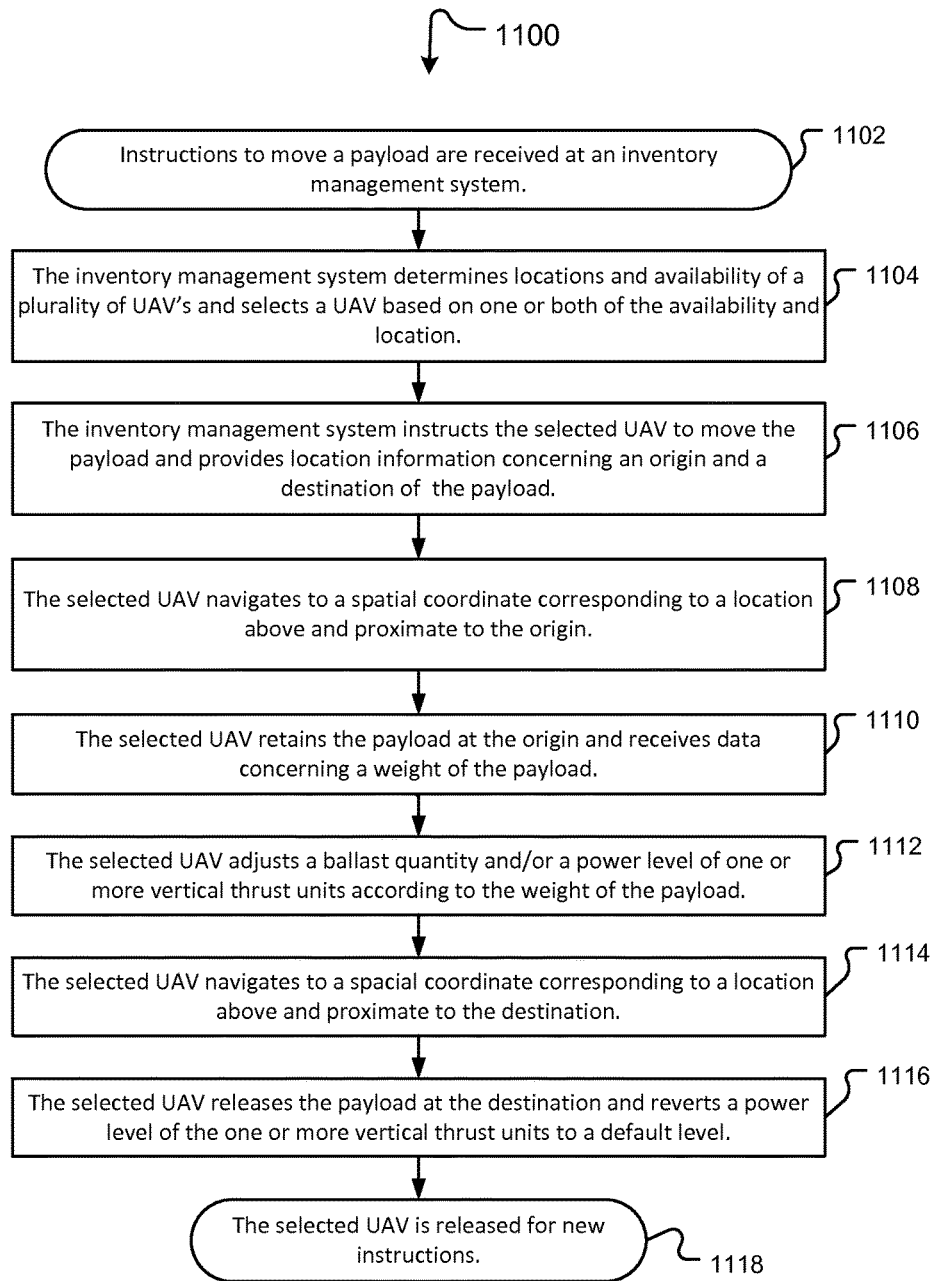 1100
Instructions to move a payload are received at an inventory
management system.
1102
The inventory management system determines locations and availability of a
plurality of UAV's and selects a UAV based on one or both of the availability and
location.
1104
The inventory management system instructs the selected UAV to move the
payload and provides location information concerning an origin and a
destination of the payload.
1106
The selected UAV navigates to a spatial coordinate corresponding to a location
above and proximate to the origin.
1108
The selected UAV retains the payload at the origin and receives data
concerning a weight of the payload.
1110
The selected UAV adjusts a ballast quantity and/or a power level of one or
more vertical thrust units according to the weight of the payload.
1112
The selected UAV navigates to a spacial coordinate corresponding to a location
above and proximate to the destination.
1114
The selected UAV releases the payload at the destination and reverts a power
level of the one or more vertical thrust units to a default level.
1116
The selected UAV is released for new
instructions.
1118